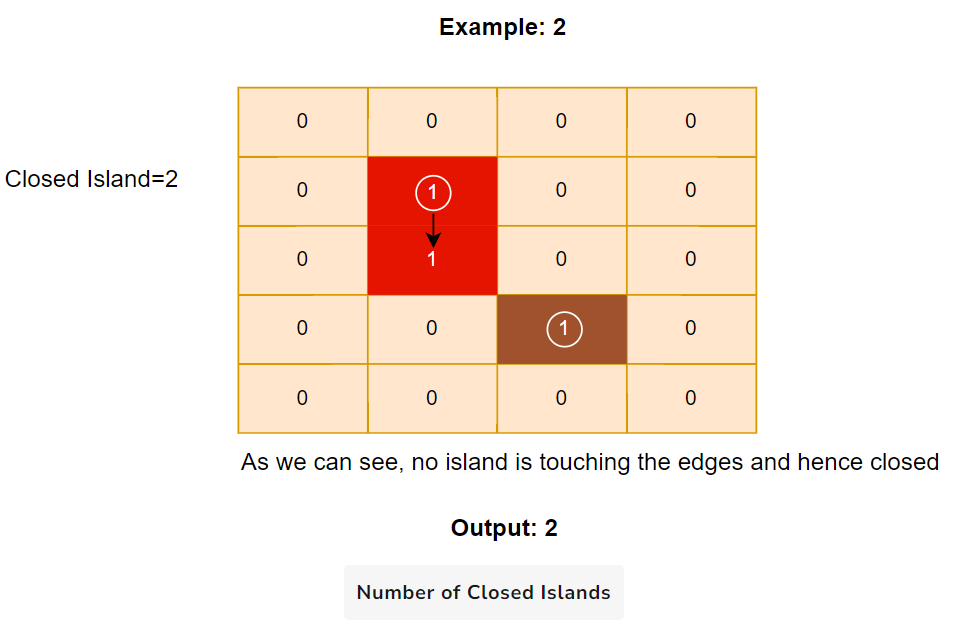 Example: 2
0 0 0 0
Closed Island=2
0 1 0 0
0 1 0 0
0 0 1 0
0 0 0 0
As we can see, no island is touching the edges and hence closed
Output: 2
Number of Closed Islands